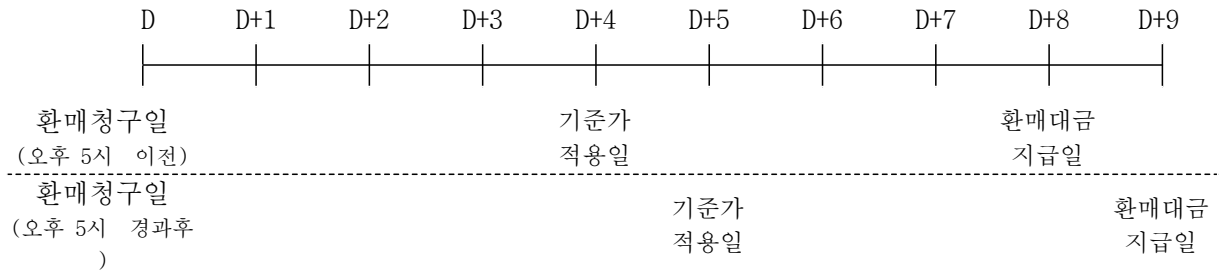 D D+1 D+2 D+3 D+4 D+5 D+6 D+7 D+8 D+9
환매청구일 기준가 환매대금
(오후 5시 이전) 적용일 지급일
환매청구일 기준가 환매대금
(오후 5시 경과후 적용일 지급일
)